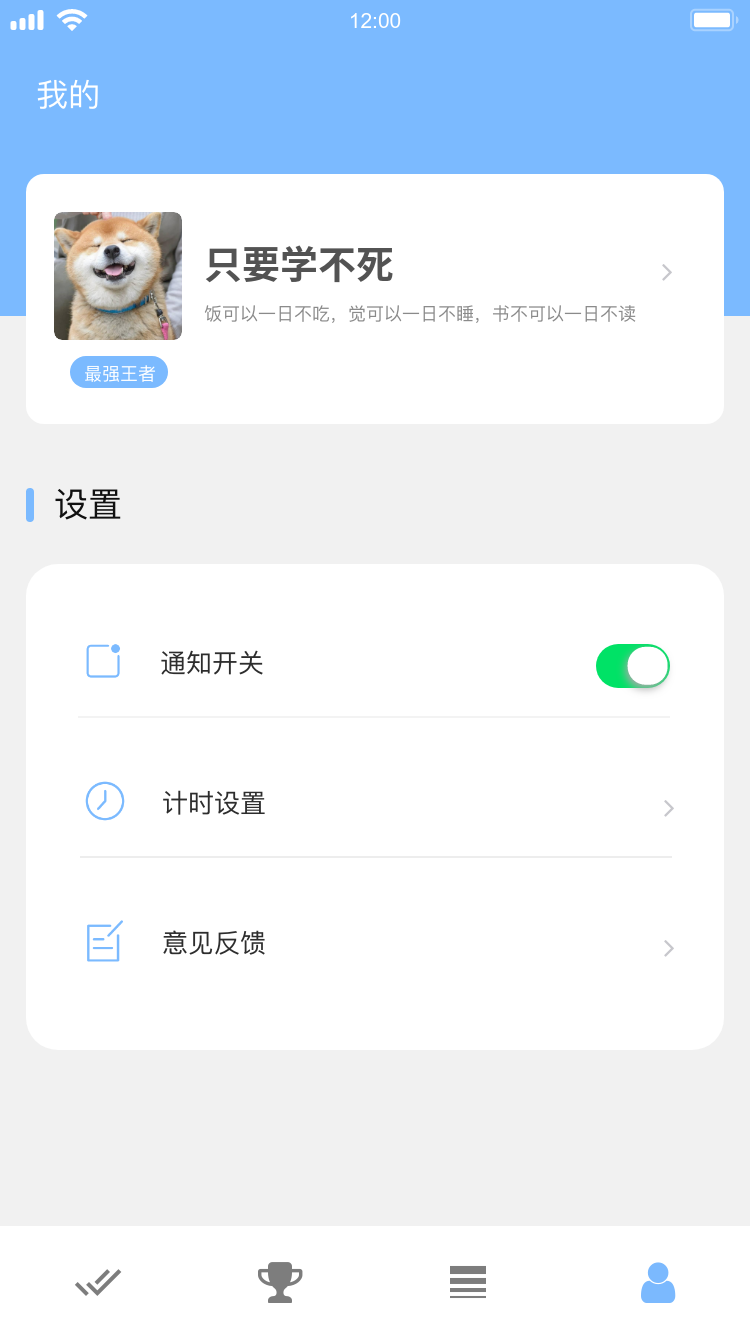 12:00
我的
只要学不死
饭可以一日不吃，觉可以一日不睡，书不可以一日不读
最强王者
设置
通知开关
计时设置
意见反馈